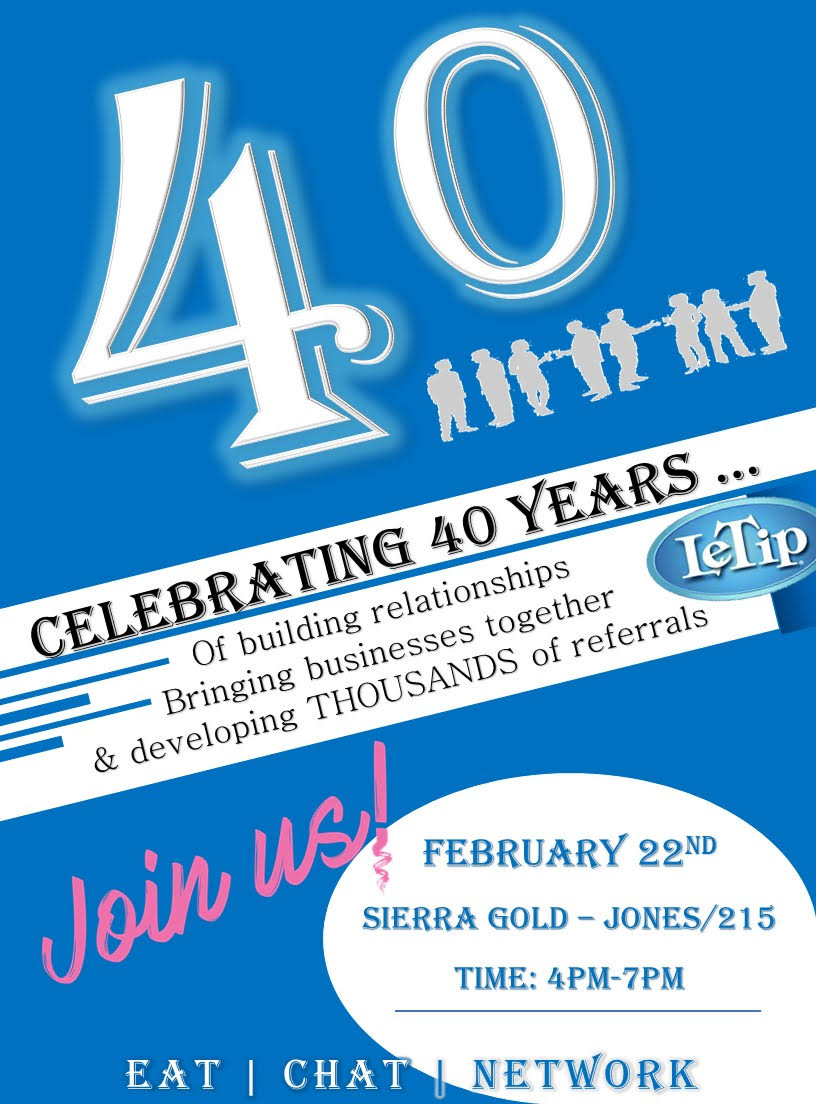 40
CELEBRATING 40 YEARS ...
LeTip
Of building relationships
Bringing businesses together
& developing THOUSANDS of referrals
Join us!
FEBRUARY 22ND
SIERRA GOLD – JONES/215
TIME: 4PM-7PM
EAT | CHAT | NETWORK